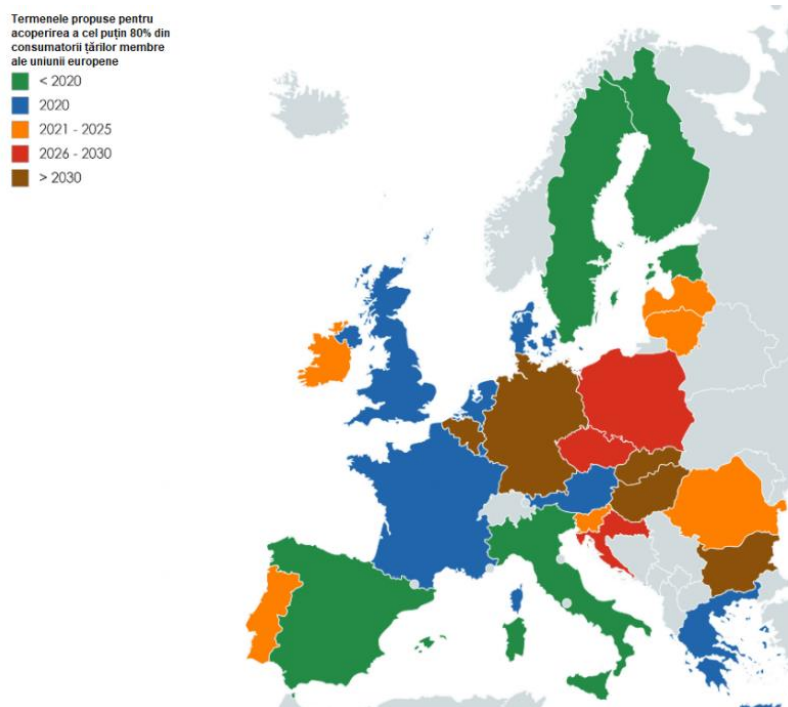 Termenele propuse pentru
acoperirea a cel puțin 80% din
consumatorii țărilor membre
ale uniunii europene
< 2020
2020
2021 - 2025
2026 - 2030
> 2030